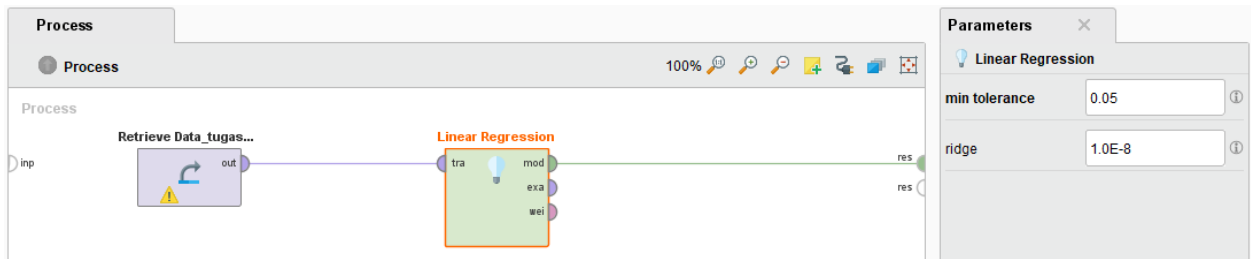 Process
Process
100%
Process
inp
Retrieve Data_tugas...
out
Linear Regression
tra
mod
exa
wei
res
res
Parameters
Linear Regression
min tolerance
0.05
ridge
1.0E-8